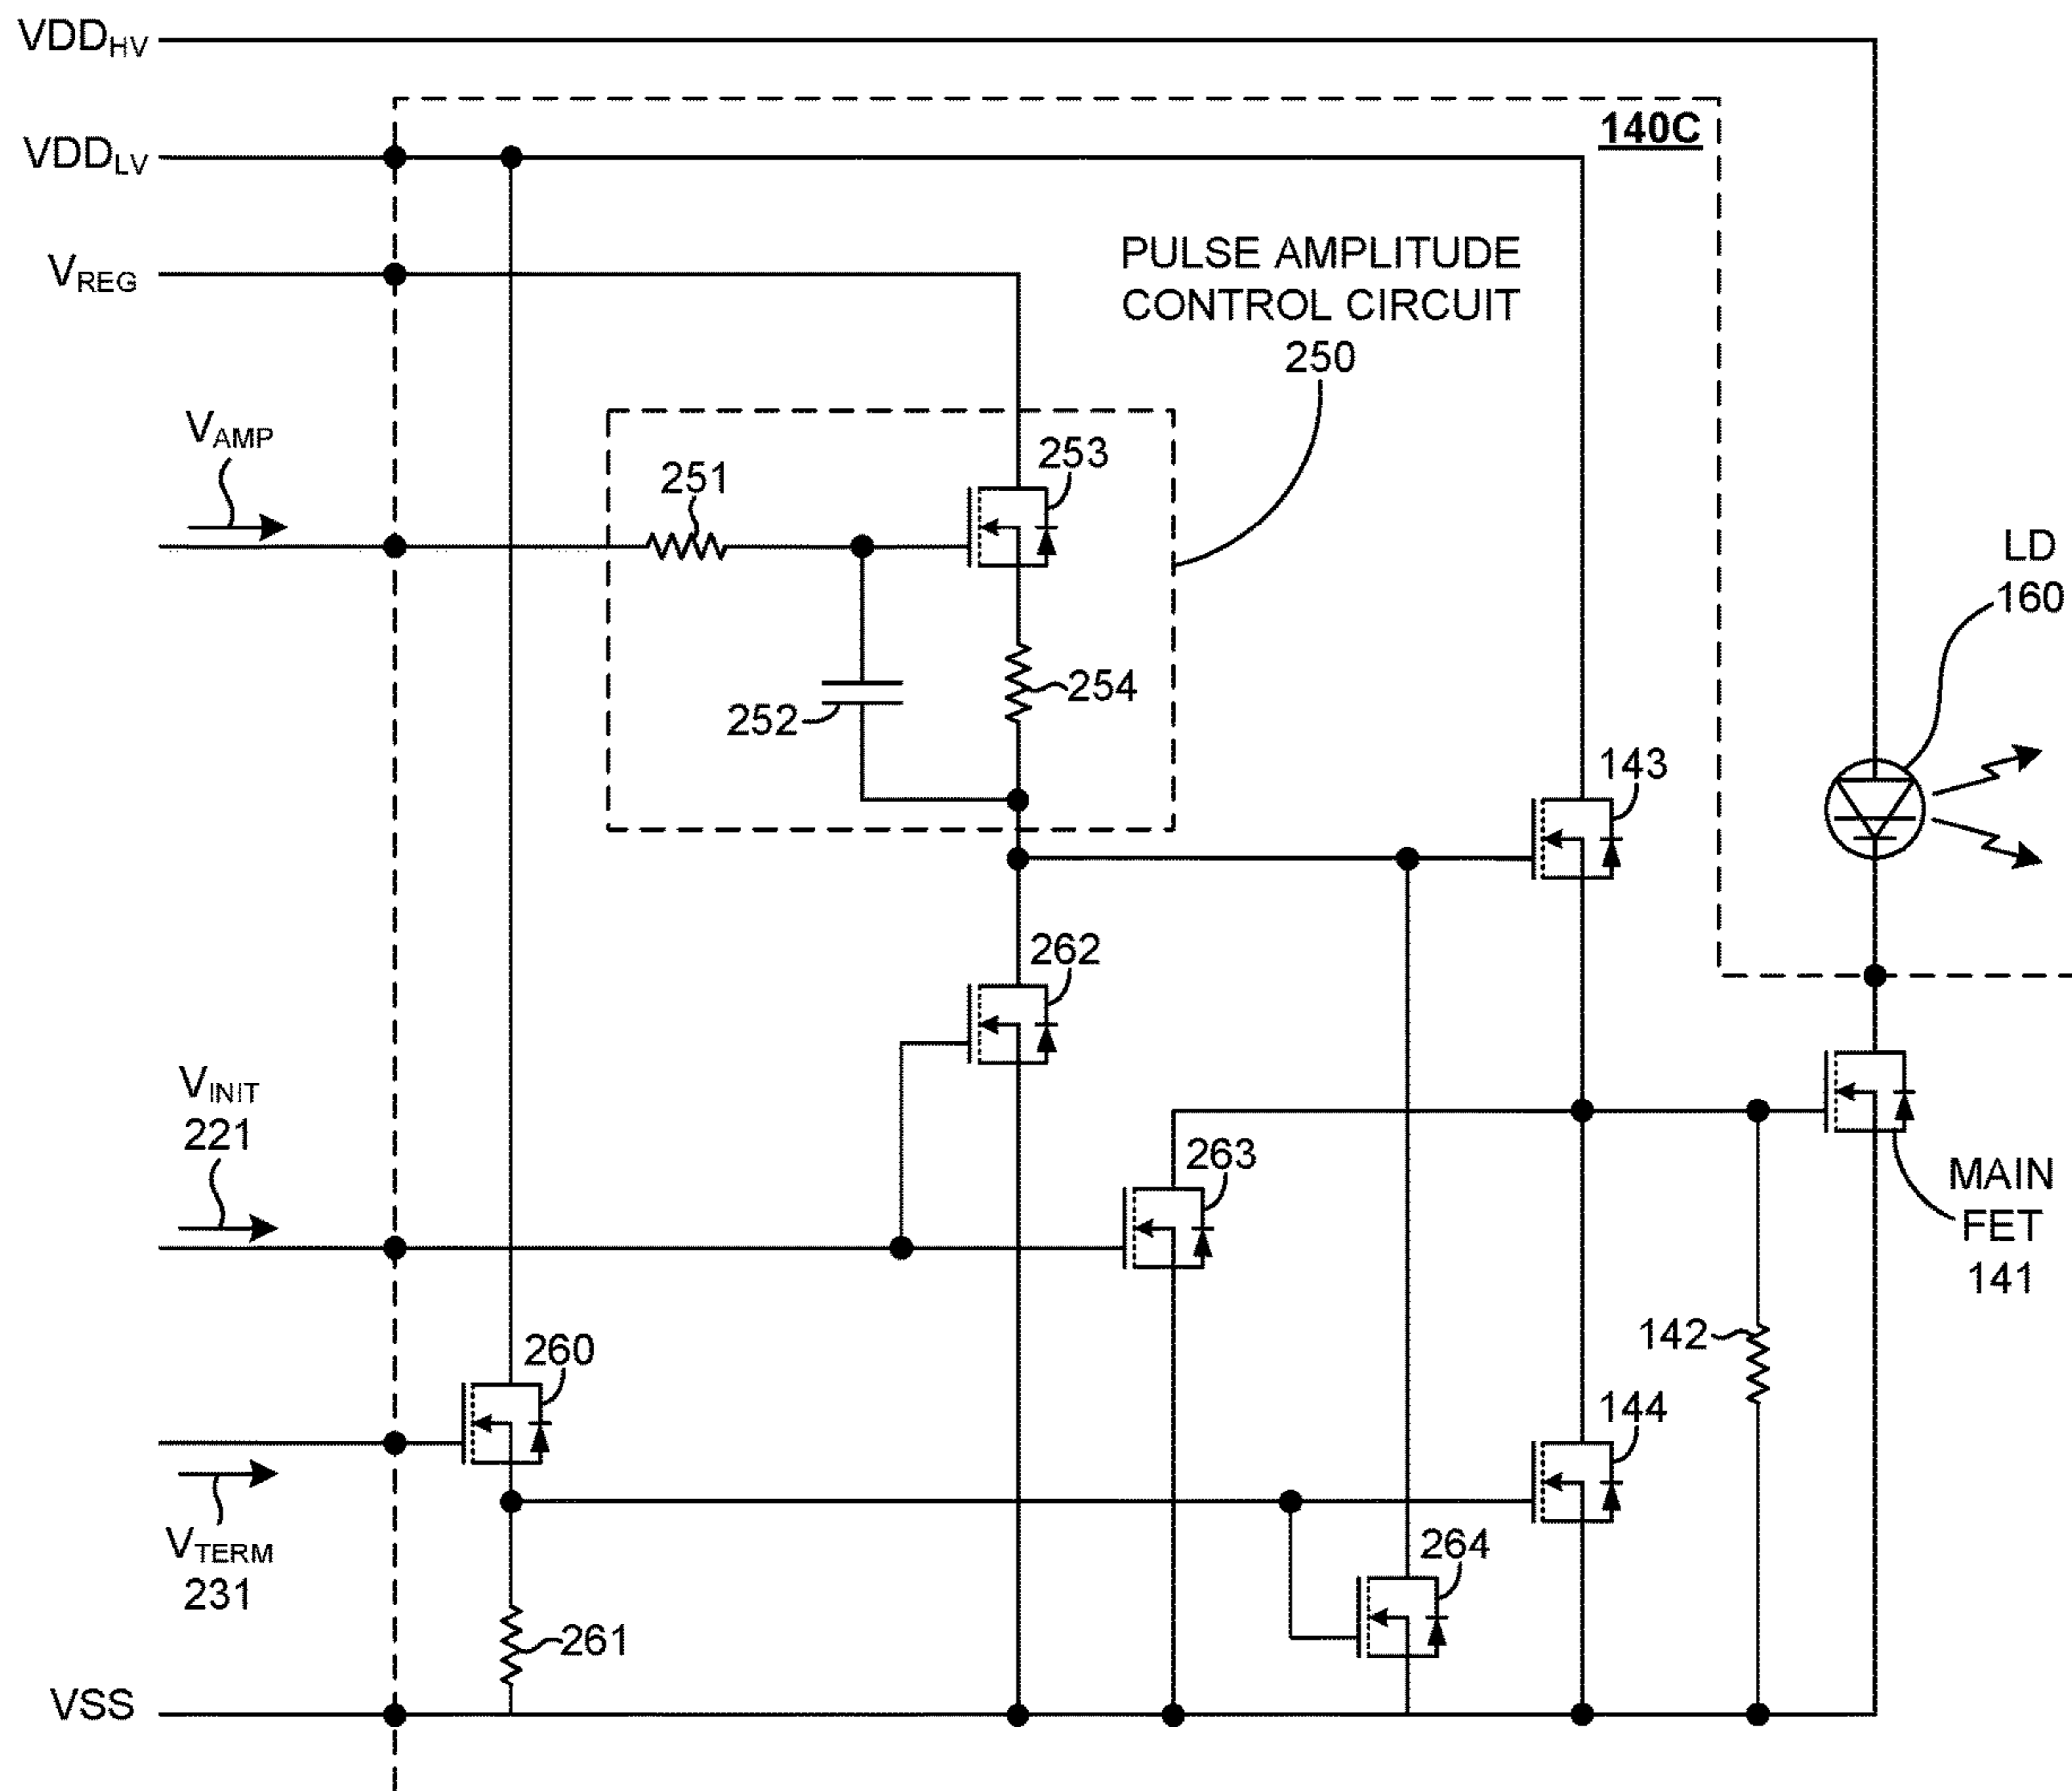 VDDHV
140C
VDDLV
VREG
PULSE AMPLITUDE
CONTROL CIRCUIT
250
VAMP
251
253
LD
160
252
254
143
262
VINIT
221
263
MAIN
FET
141
260
142
144
VTERM
231
264
261
VSS